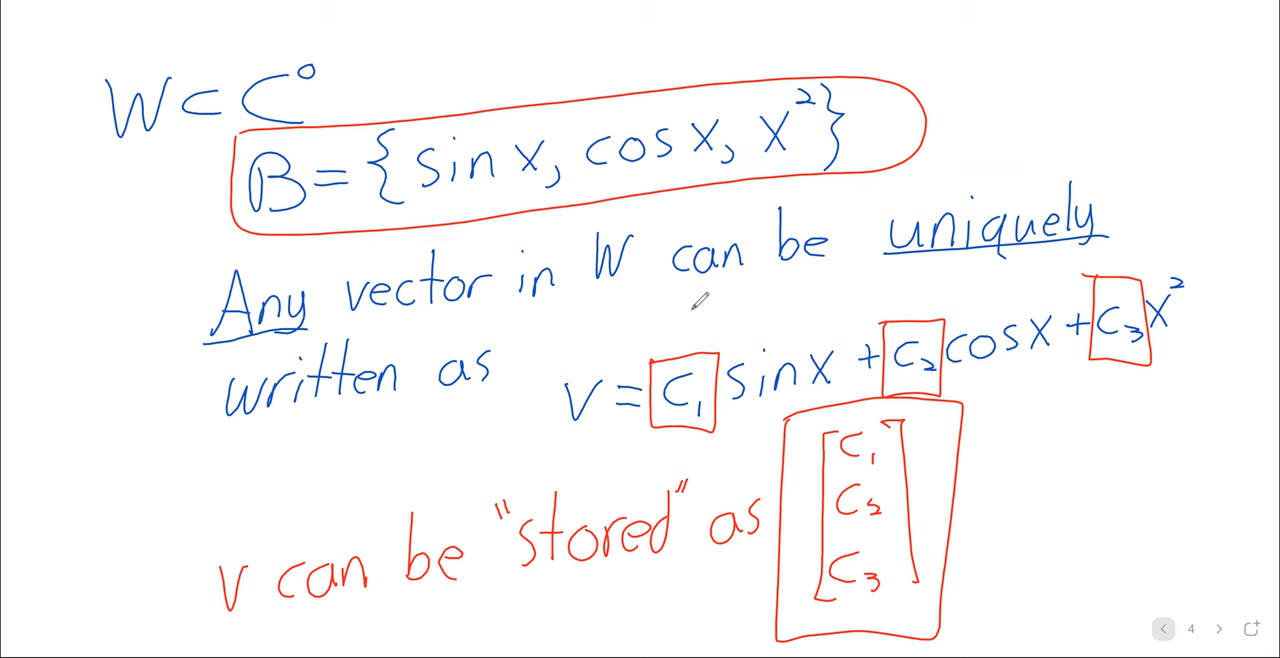 W ⊂ C⁰
B = {sin x, cos x, x²}
Any vector in W can be uniquely
written as v = c₁ sin x + c₂ cos x + c₃ x²
v can be "stored" as [c₁
c₂
c₃]
4